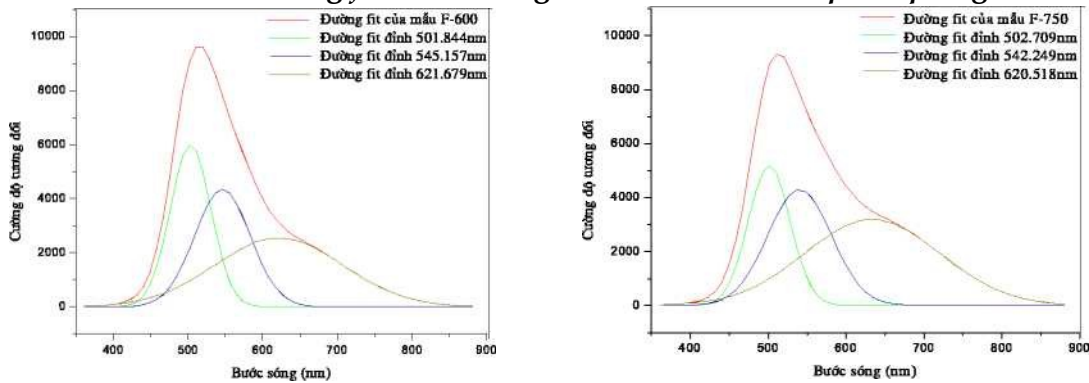 Đường fit của mẫu F-600
Đường fit đỉnh 501.844nm
Đường fit đỉnh 545.157nm
Đường fit đỉnh 621.679nm
10000
8000
6000
4000
2000
0
Cường độ tương đối
400
500
600
700
800
900
Bước sóng (nm)
Đường fit của mẫu F-750
Đường fit đỉnh 502.709nm
Đường fit đỉnh 542.249nm
Đường fit đỉnh 620.518nm
10000
8000
6000
4000
2000
0
Cường độ tương đối
400
500
600
700
800
900
Bước sóng (nm)